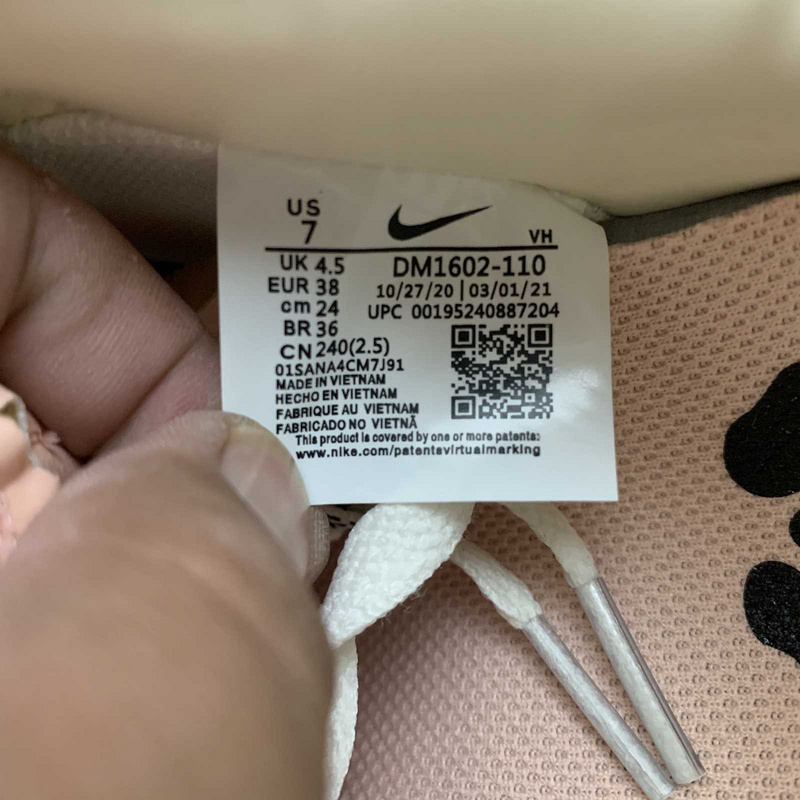 US
7
VH
UK 4.5
EUR 38
cm 24
BR 36
CN 240(2.5)
DM1602-110
10/27/20 | 03/01/21
UPC 00195240887204
01SANA4CM7J91
MADE IN VIETNAM
HECHO EN VIETNAM
FABRIQUE AU VIETNAM
FABRICADO NO VIETNÃ
This product is covered by one or more patents:
www.nike.com/patentsvirtualmarking